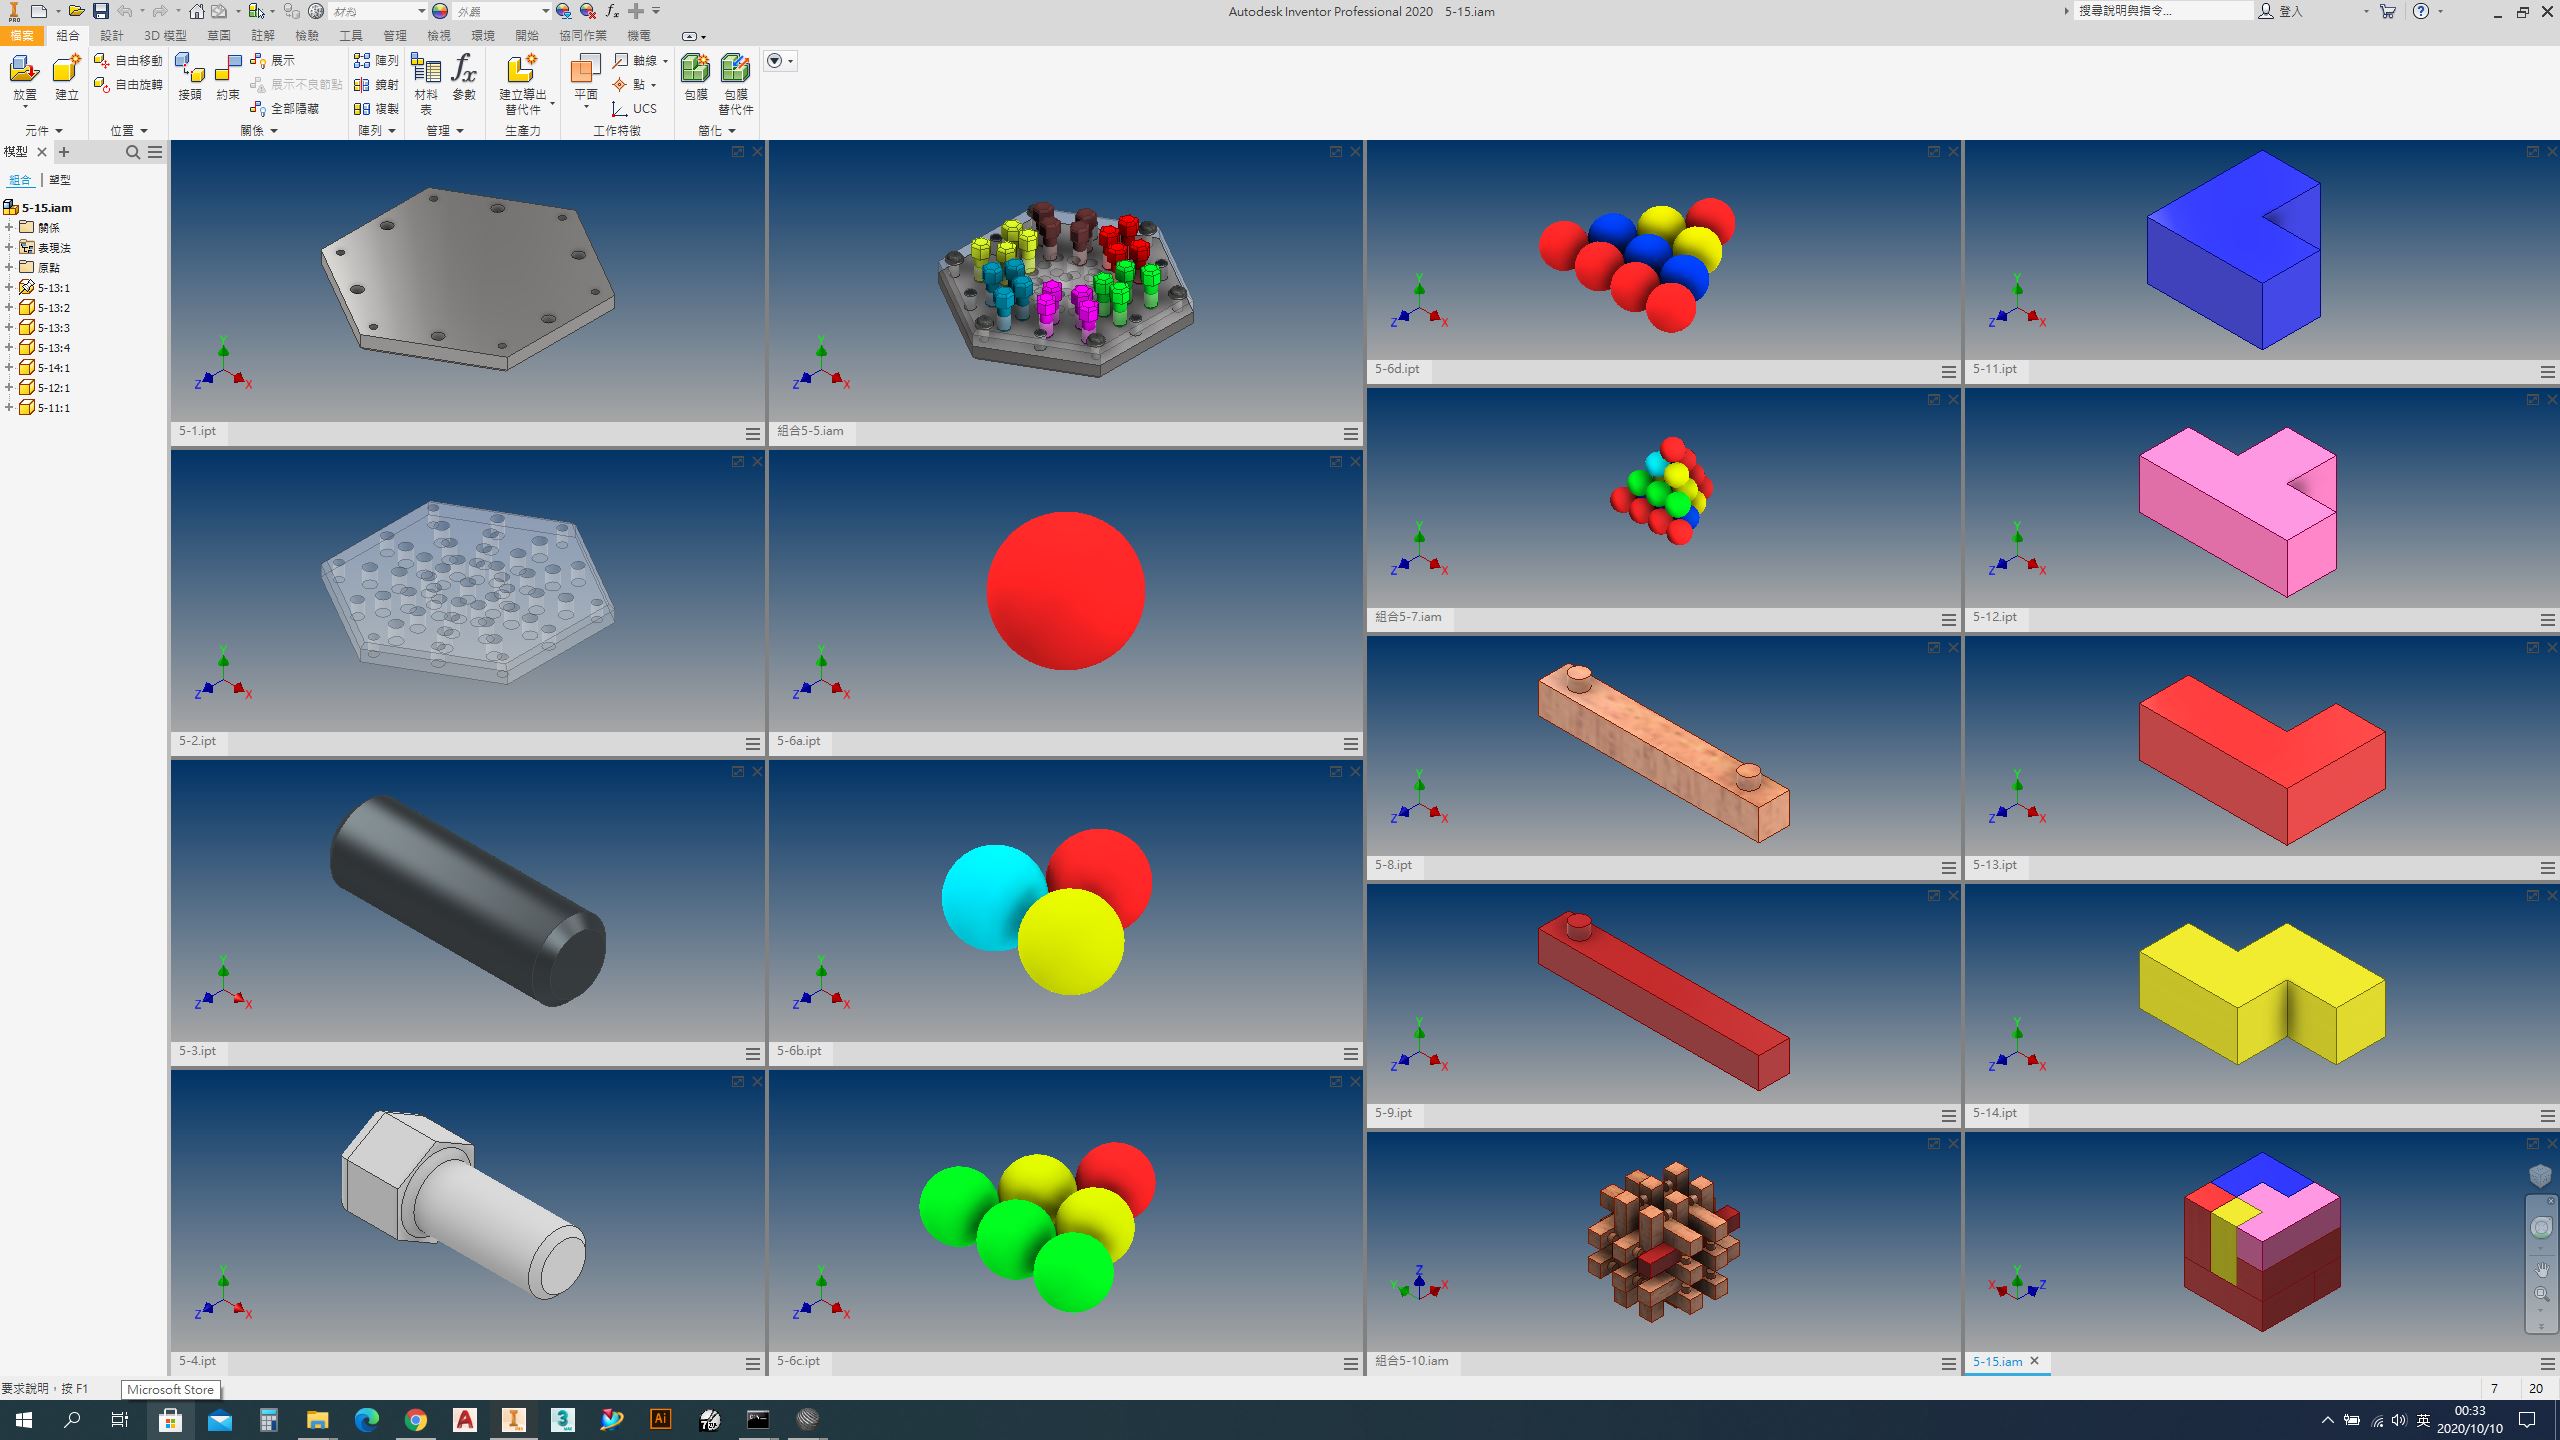 材料
外觀
Autodesk Inventor Professional 2020 5-15.iam
搜尋說明與指令...
登入
檔案 組合 設計 3D 模型 草圖 註解 檢驗 工具 管理 檢視 環境 開始 協同作業 機電
放置
建立
自由移動
自由旋轉
接頭
約束
展示
展示不良節點
全部隱藏
陣列
鏡射
複製
材料表
fx
參數
建立導出
替代件
平面
軸線
點
UCS
包膜
包膜
替代件
元件 位置 關係 陣列 管理 生產力 工作特徵 簡化
模型
組合 | 塑型
5-15.iam
關係
表現法
原點
5-13:1
5-13:2
5-13:3
5-13:4
5-14:1
5-12:1
5-11:1
Y
Z
X
5-1.ipt
組合5-5.iam
5-6d.ipt
5-11.ipt
5-2.ipt
5-6a.ipt
組合5-7.iam
5-12.ipt
5-8.ipt
5-13.ipt
5-3.ipt
5-6b.ipt
5-9.ipt
5-14.ipt
5-4.ipt
5-6c.ipt
組合5-10.iam
5-15.iam
要求說明，按 F1
Microsoft Store
7 20
英
00:33
2020/10/10